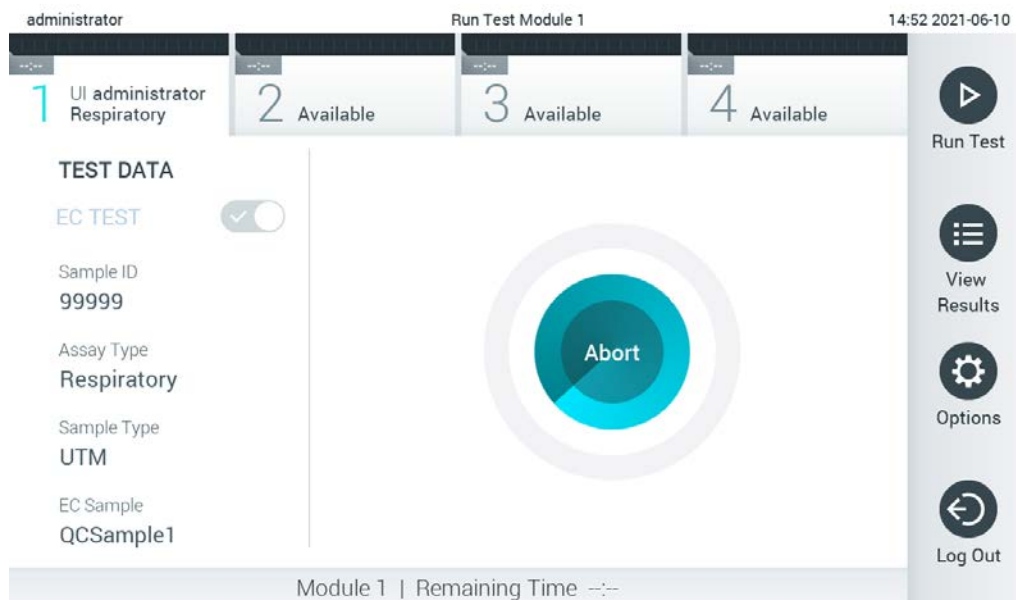 administrator Run Test Module 1 14:52 2021-06-10
--:-- --:-- --:-- --:--
1 UI administrator
Respiratory
2 Available
3 Available
4 Available
Run Test
TEST DATA
EC TEST
Sample ID
99999
Assay Type
Respiratory
Sample Type
UTM
EC Sample
QCSample1
Abort
View
Results
Options
Log Out
Module 1 | Remaining Time --:--